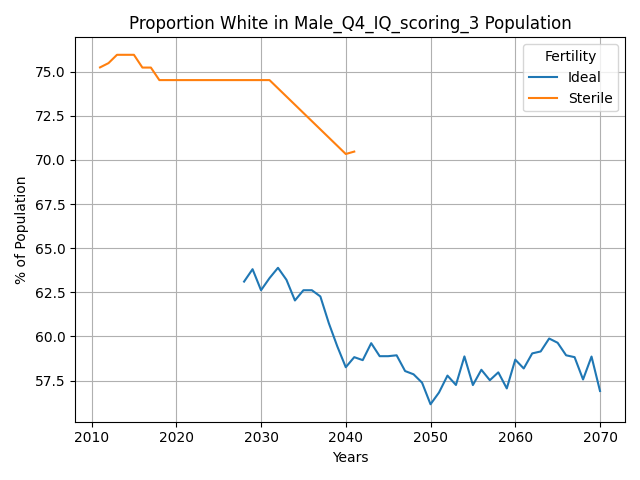 Proportion White in Male_Q4_IQ_scoring_3 Population
Fertility
Ideal
Sterile
% of Population
75.0
72.5
70.0
67.5
65.0
62.5
60.0
57.5
2010 2020 2030 2040 2050 2060 2070
Years